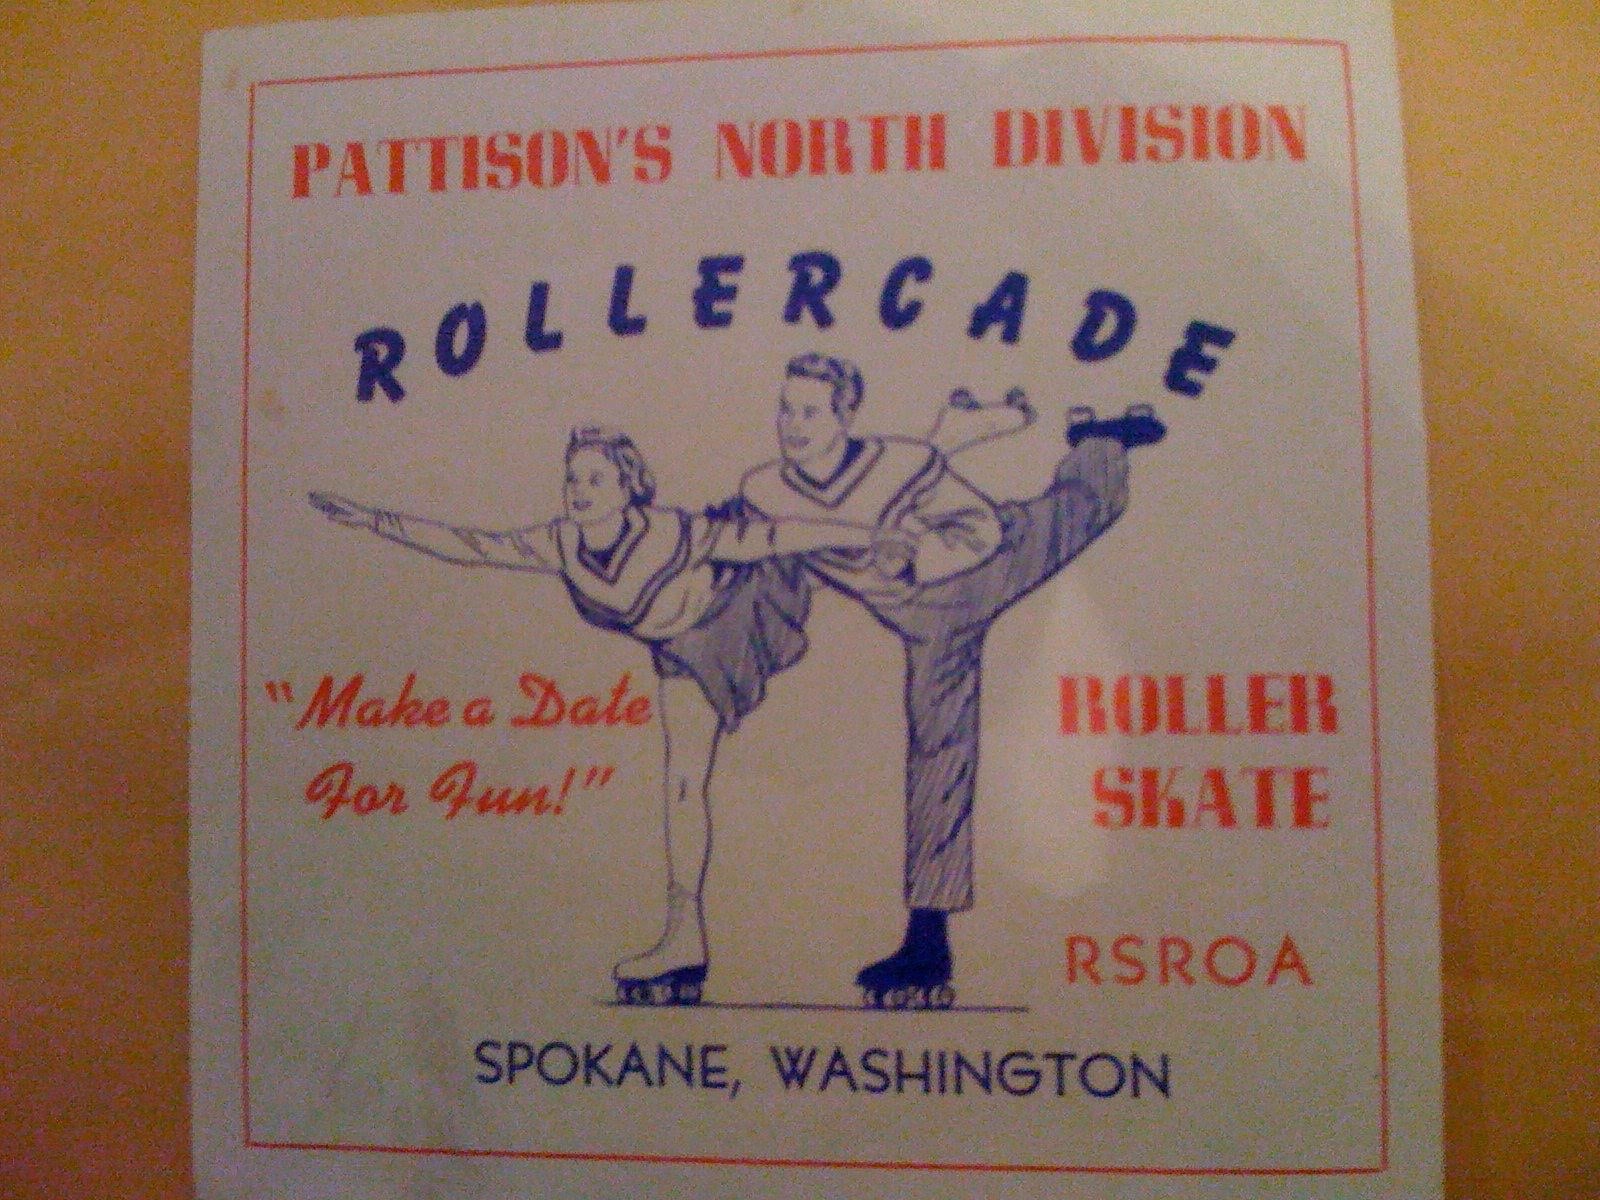 PATTISON'S NORTH DIVISION
ROLLERCADE
"Make a Date
For Fun!"
ROLLER
SKATE
RSROA
SPOKANE, WASHINGTON